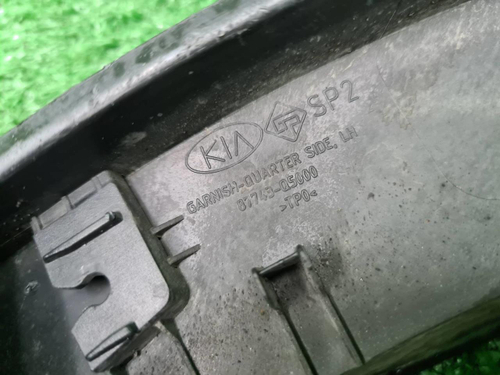 KIA SP2
GARNISH-QUARTER SIDE, LH
>TPO<